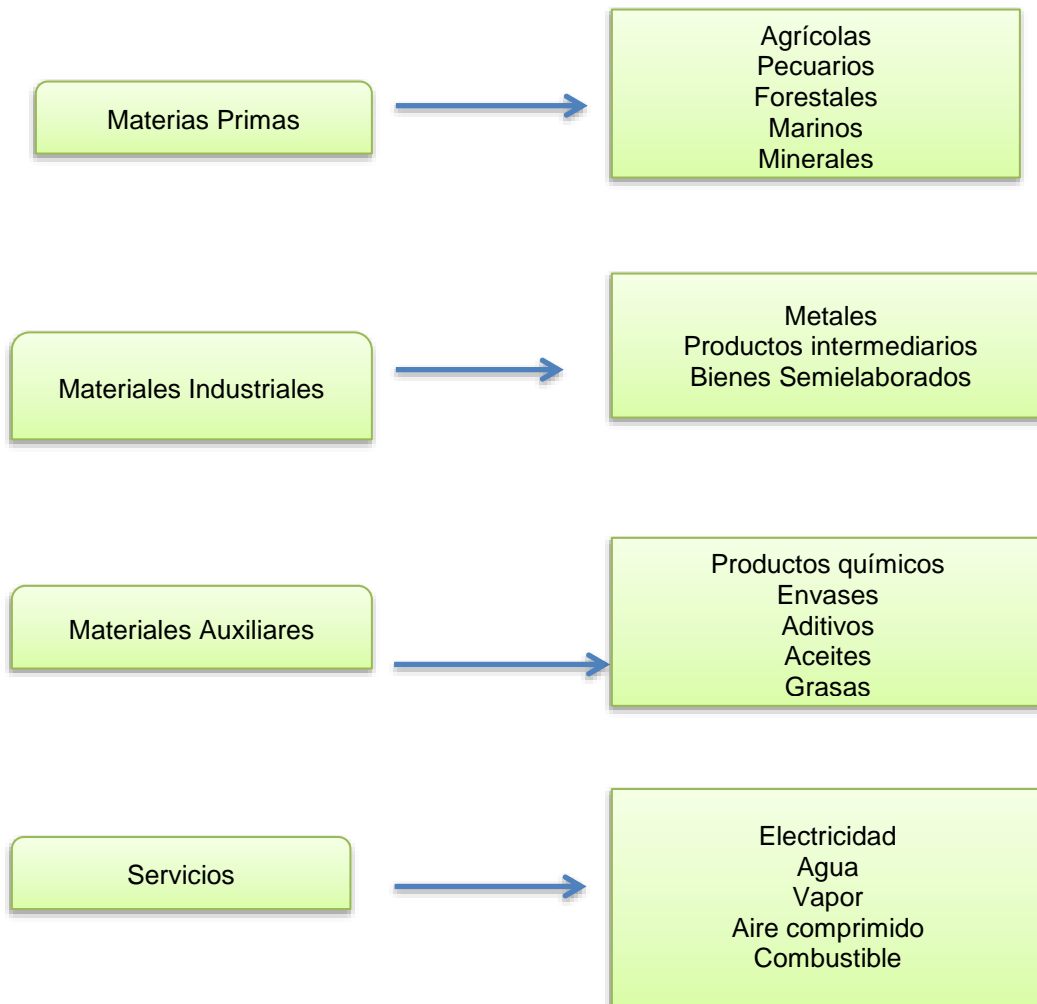 Materias Primas
Agrícolas
Pecuarios
Forestales
Marinos
Minerales
Materiales Industriales
Metales
Productos intermediarios
Bienes Semielaborados
Materiales Auxiliares
Productos químicos
Envases
Aditivos
Aceites
Grasas
Servicios
Electricidad
Agua
Vapor
Aire comprimido
Combustible